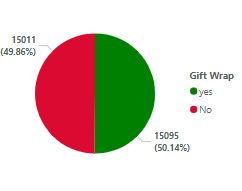 15011
(49.86%)
Gift Wrap
yes
No
15095
(50.14%)